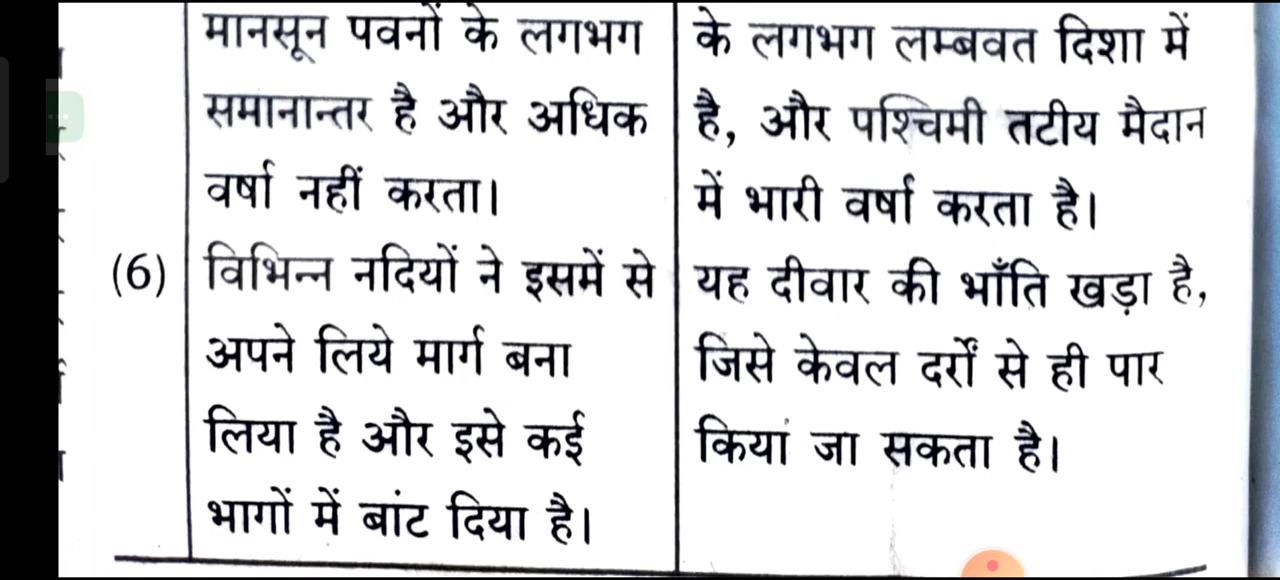 मानसून पवनों के लगभग
समानान्तर है और अधिक
वर्षा नहीं करता।
(6) विभिन्न नदियों ने इसमें से
अपने लिये मार्ग बना
लिया है और इसे कई
भागों में बांट दिया है।
के लगभग लम्बवत दिशा में
है, और पश्चिमी तटीय मैदान
में भारी वर्षा करता है।
यह दीवार की भाँति खड़ा है,
जिसे केवल दर्रों से ही पार
किया जा सकता है।